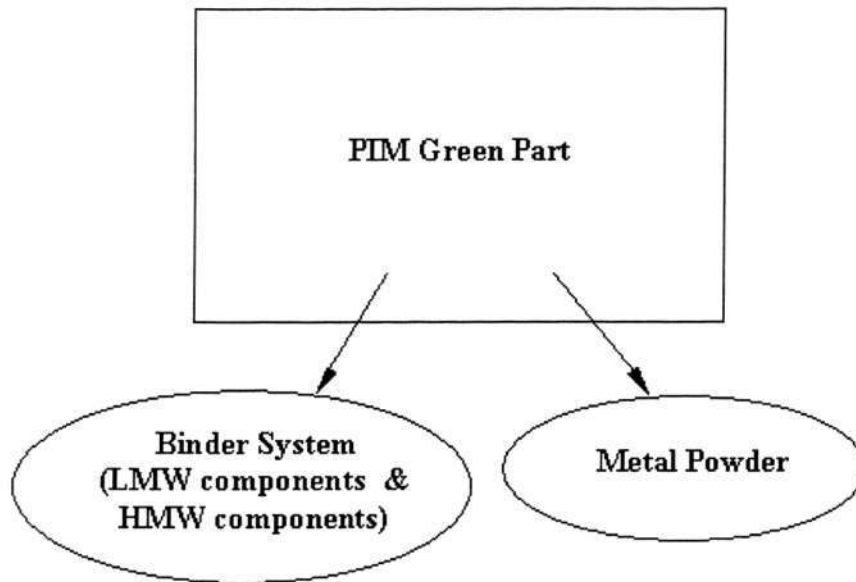 PIM Green Part
Binder System
(LMW components &
HMW components)
Metal Powder